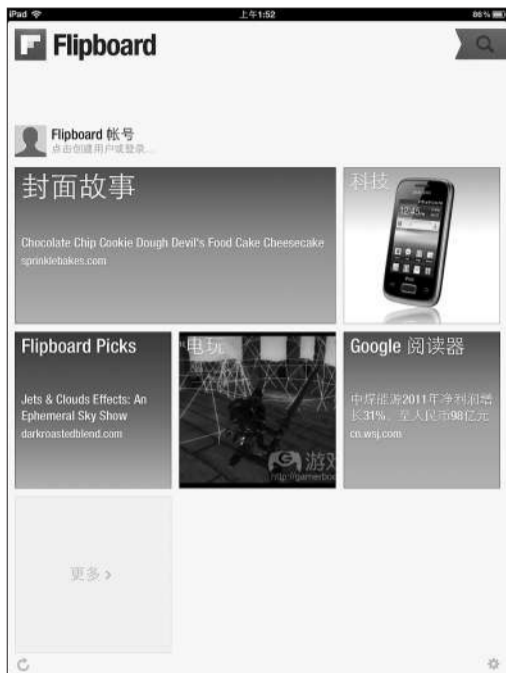 iPad
上午1:52
86%
Flipboard
Flipboard 帐号
点击创建用户或登录...
封面故事
Chocolate Chip Cookie Dough Devil's Food Cake Cheesecake
sprinklebakes.com
科技
Flipboard Picks
Jets & Clouds Effects: An
Ephemeral Sky Show
darkroastedblend.com
电玩
游戏
http://gamerboo
Google 阅读器
中煤能源2011年净利润增
长31%，至人民币98亿元
cn.wsj.com
更多 >